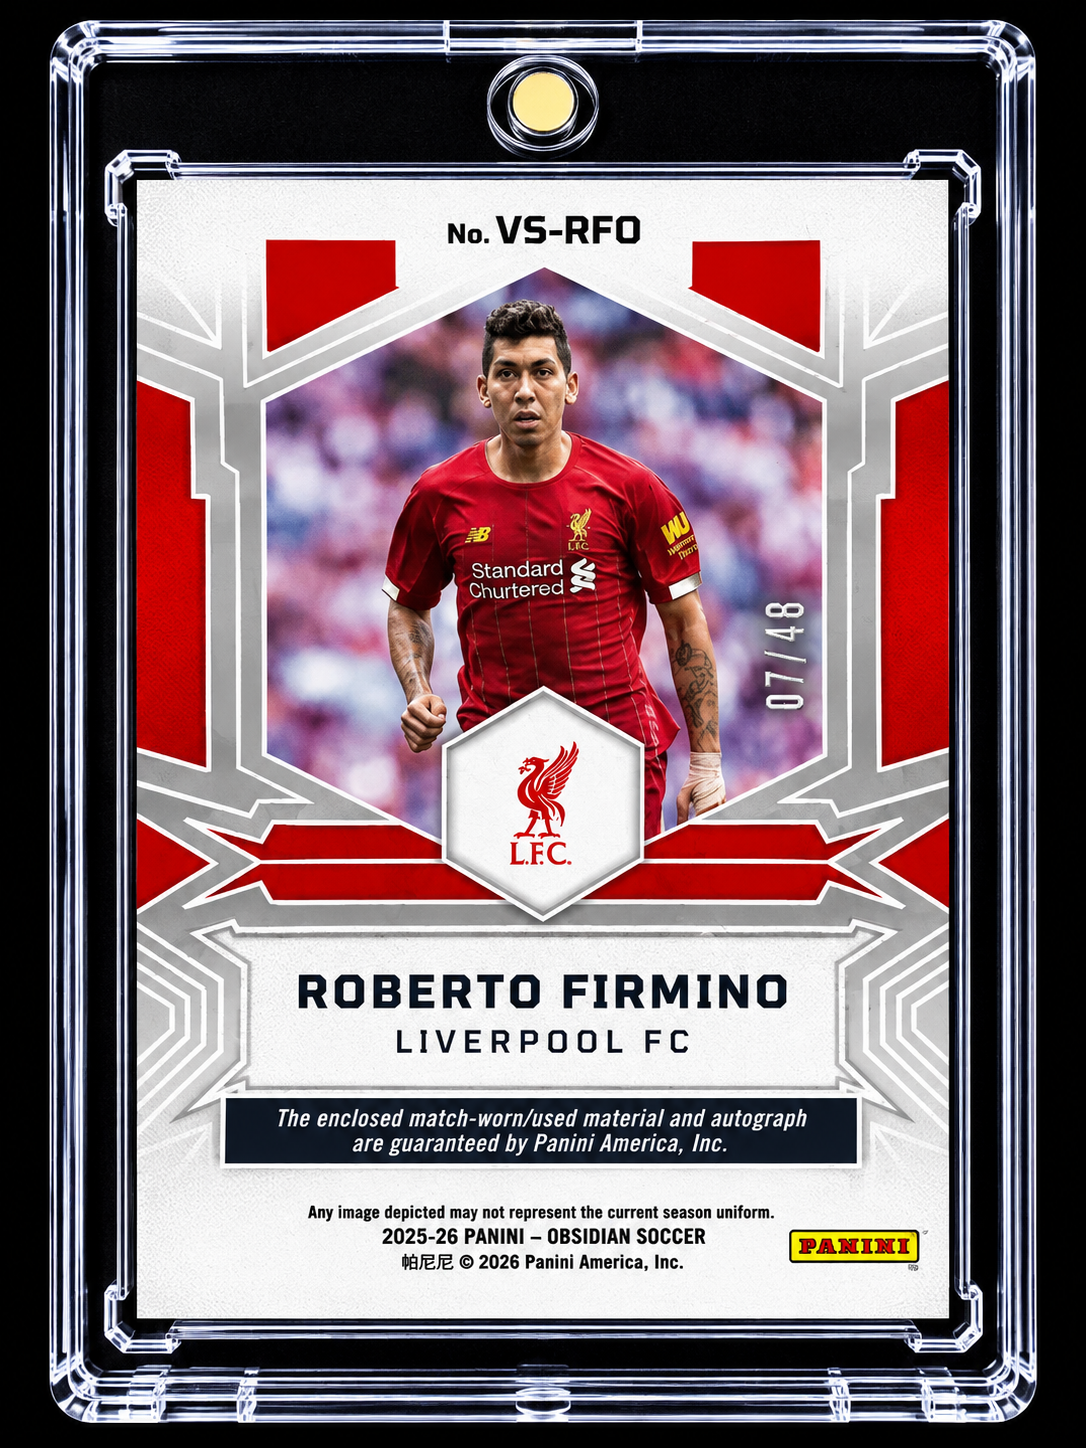 No. VS-RFO
NB
L.F.C.
WU
Standard
Chartered
07/48
L.F.C.
ROBERTO FIRMINO
LIVERPOOL FC
The enclosed match-worn/used material and autograph
are guaranteed by Panini America, Inc.
Any image depicted may not represent the current season uniform.
2025-26 PANINI – OBSIDIAN SOCCER
帕尼尼 © 2026 Panini America, Inc.
PANINI